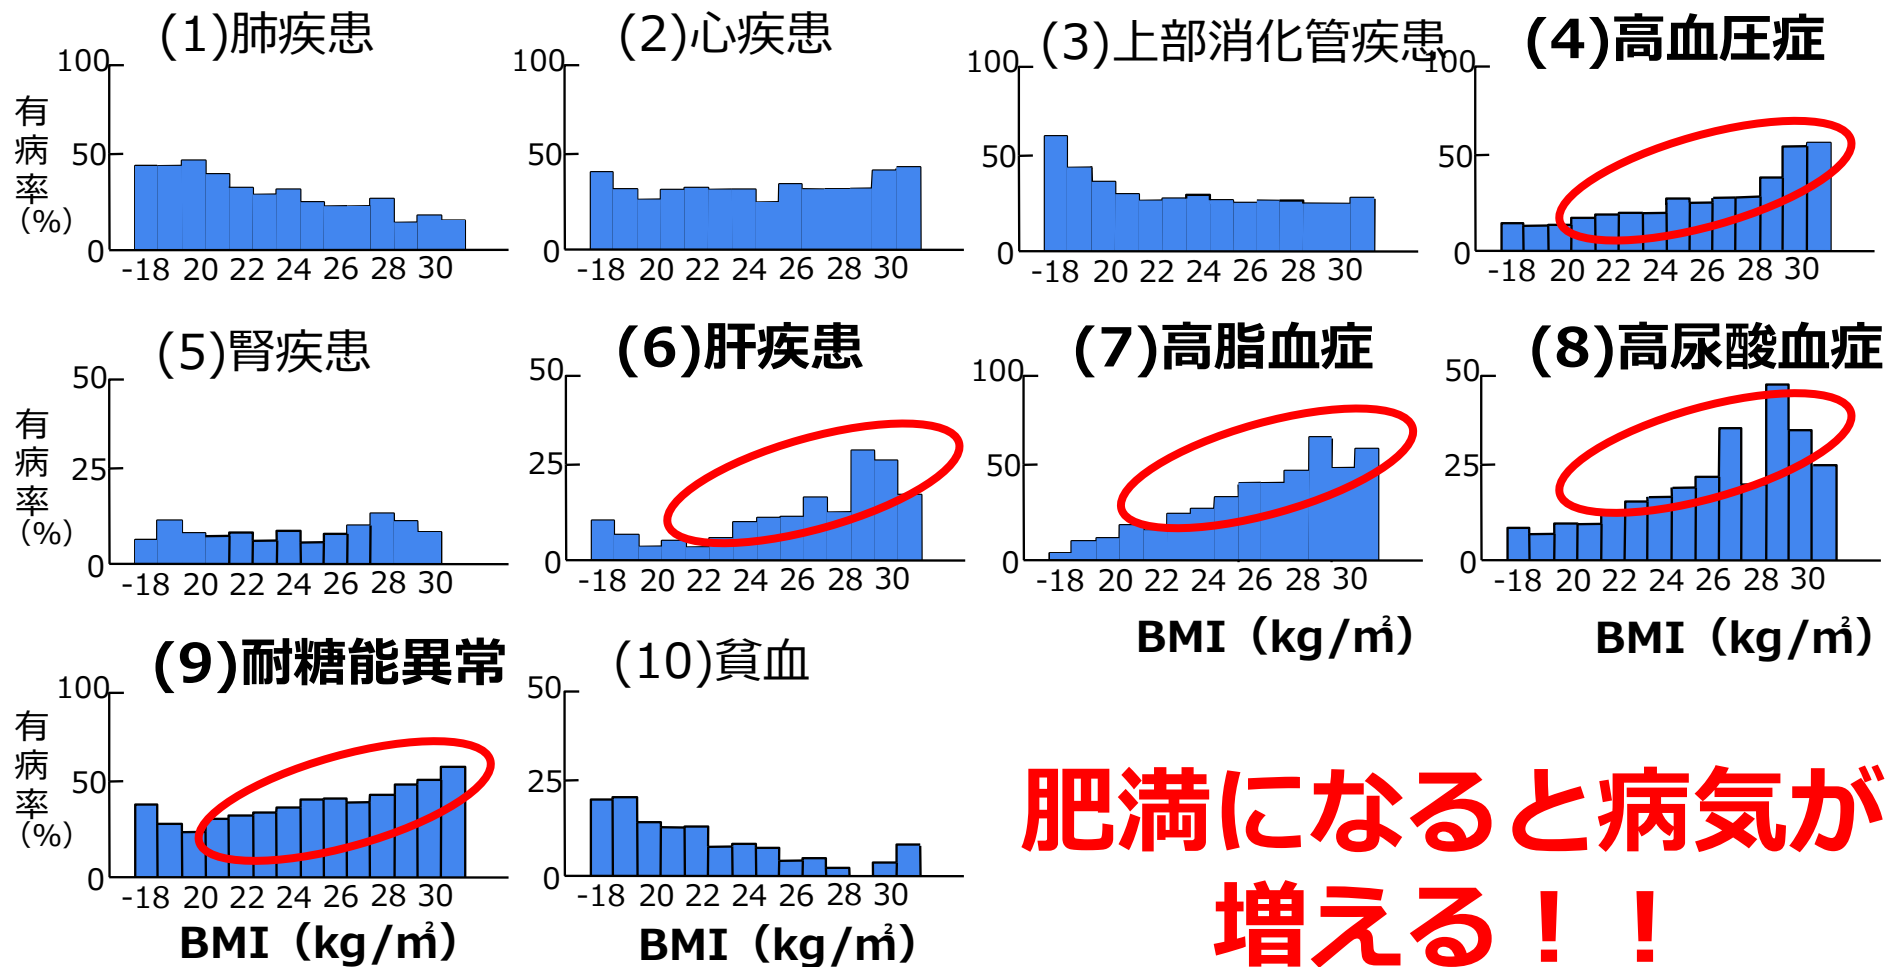 (1)肺疾患
100
50
0
有病率(%)
-18 20 22 24 26 28 30
(2)心疾患
100
50
0
-18 20 22 24 26 28 30
(3)上部消化管疾患
100
50
0
-18 20 22 24 26 28 30
(4)高血圧症
100
50
0
-18 20 22 24 26 28 30
(5)腎疾患
50
25
0
有病率(%)
-18 20 22 24 26 28 30
(6)肝疾患
50
25
0
-18 20 22 24 26 28 30
(7)高脂血症
100
50
0
-18 20 22 24 26 28 30
BMI（kg/㎡）
(8)高尿酸血症
50
25
0
-18 20 22 24 26 28 30
BMI（kg/㎡）
(9)耐糖能異常
100
50
0
有病率(%)
-18 20 22 24 26 28 30
BMI（kg/㎡）
(10)貧血
50
25
0
-18 20 22 24 26 28 30
BMI（kg/㎡）
肥満になると病気が
増える！！